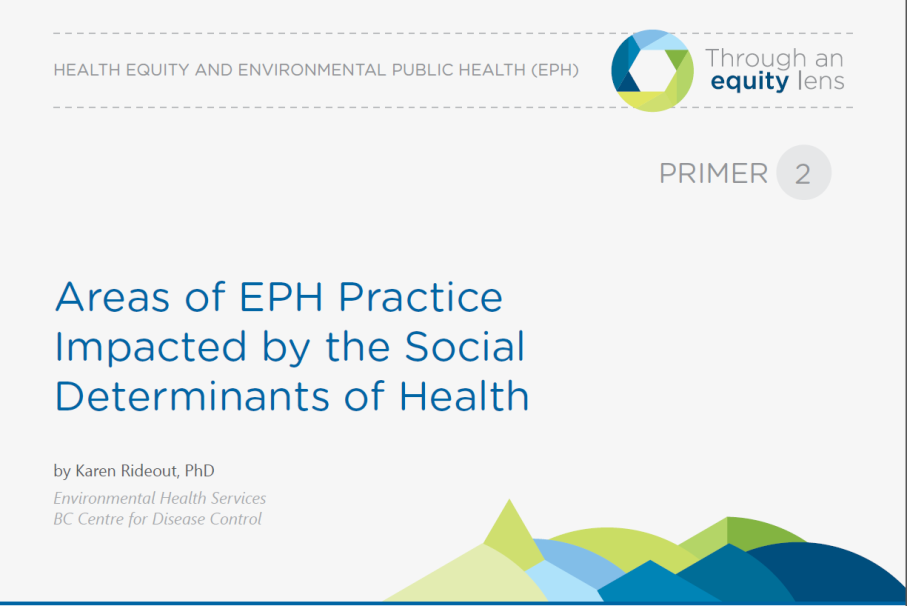 HEALTH EQUITY AND ENVIRONMENTAL PUBLIC HEALTH (EPH)
Through an
equity lens
PRIMER 2
Areas of EPH Practice
Impacted by the Social
Determinants of Health
by Karen Rideout, PhD
Environmental Health Services
BC Centre for Disease Control